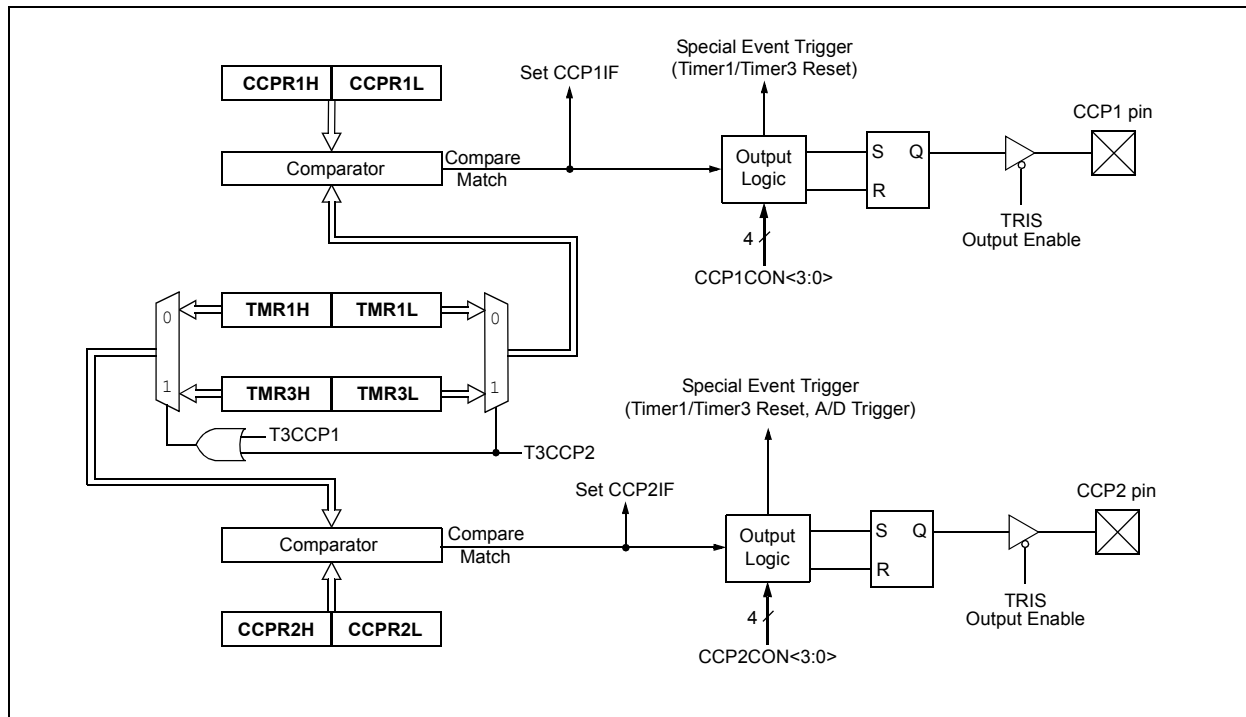 Special Event Trigger
(Timer1/Timer3 Reset)
Set CCP1IF
CCPR1H CCPR1L
CCP1 pin
Comparator
Compare
Match
Output
Logic
S Q
R
TRIS
Output Enable
4
CCP1CON<3:0>
0 TMR1H TMR1L 0
1 TMR3H TMR3L 1
T3CCP1
T3CCP2
Special Event Trigger
(Timer1/Timer3 Reset, A/D Trigger)
Set CCP2IF
CCP2 pin
Comparator
Compare
Match
Output
Logic
S Q
R
TRIS
Output Enable
4
CCPR2H CCPR2L
CCP2CON<3:0>